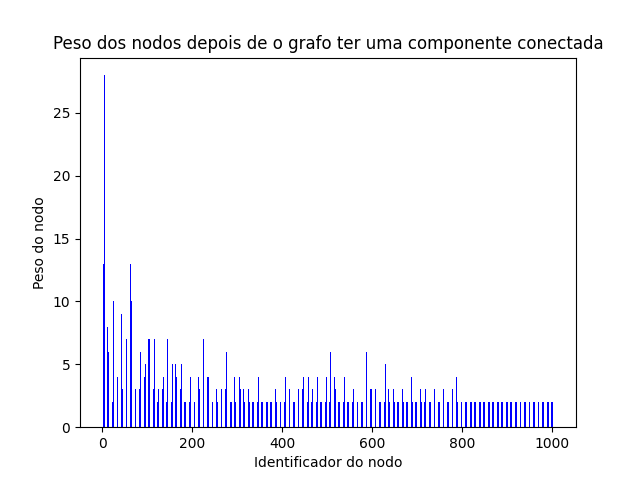 Peso dos nodos depois de o grafo ter uma componente conectada
25
20
15
10
5
0
Peso do nodo
0 200 400 600 800 1000
Identificador do nodo